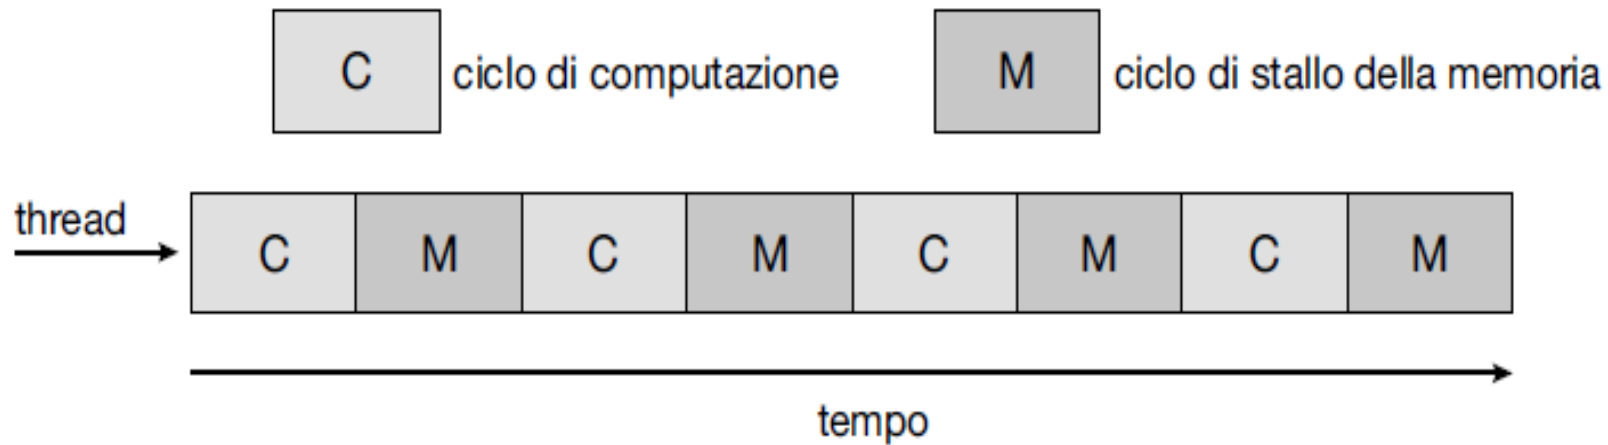 C ciclo di computazione M ciclo di stallo della memoria
thread
C M C M C M C M
tempo